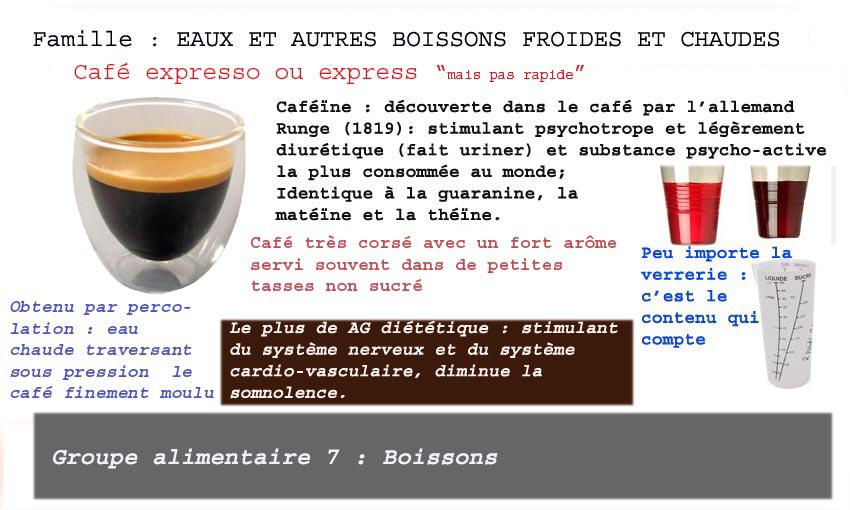 Famille : EAUX ET AUTRES BOISSONS FROIDES ET CHAUDES
Café expresso ou express “mais pas rapide”
Caféïne : découverte dans le café par l’allemand
Runge (1819): stimulant psychotrope et légèrement
diurétique (fait uriner) et substance psycho-active
la plus consommée au monde;
Identique à la guaranine, la
matéïne et la théïne.
Café très corsé avec un fort arôme
servi souvent dans de petites
tasses non sucré
Peu importe la
verrerie :
c’est le
contenu qui
compte
LIQUIDE SUCRE
Obtenu par perco-
lation : eau
chaude traversant
sous pression le
café finement moulu
Le plus de AG diététique : stimulant
du système nerveux et du système
cardio-vasculaire, diminue la
somnolence.
Groupe alimentaire 7 : Boissons